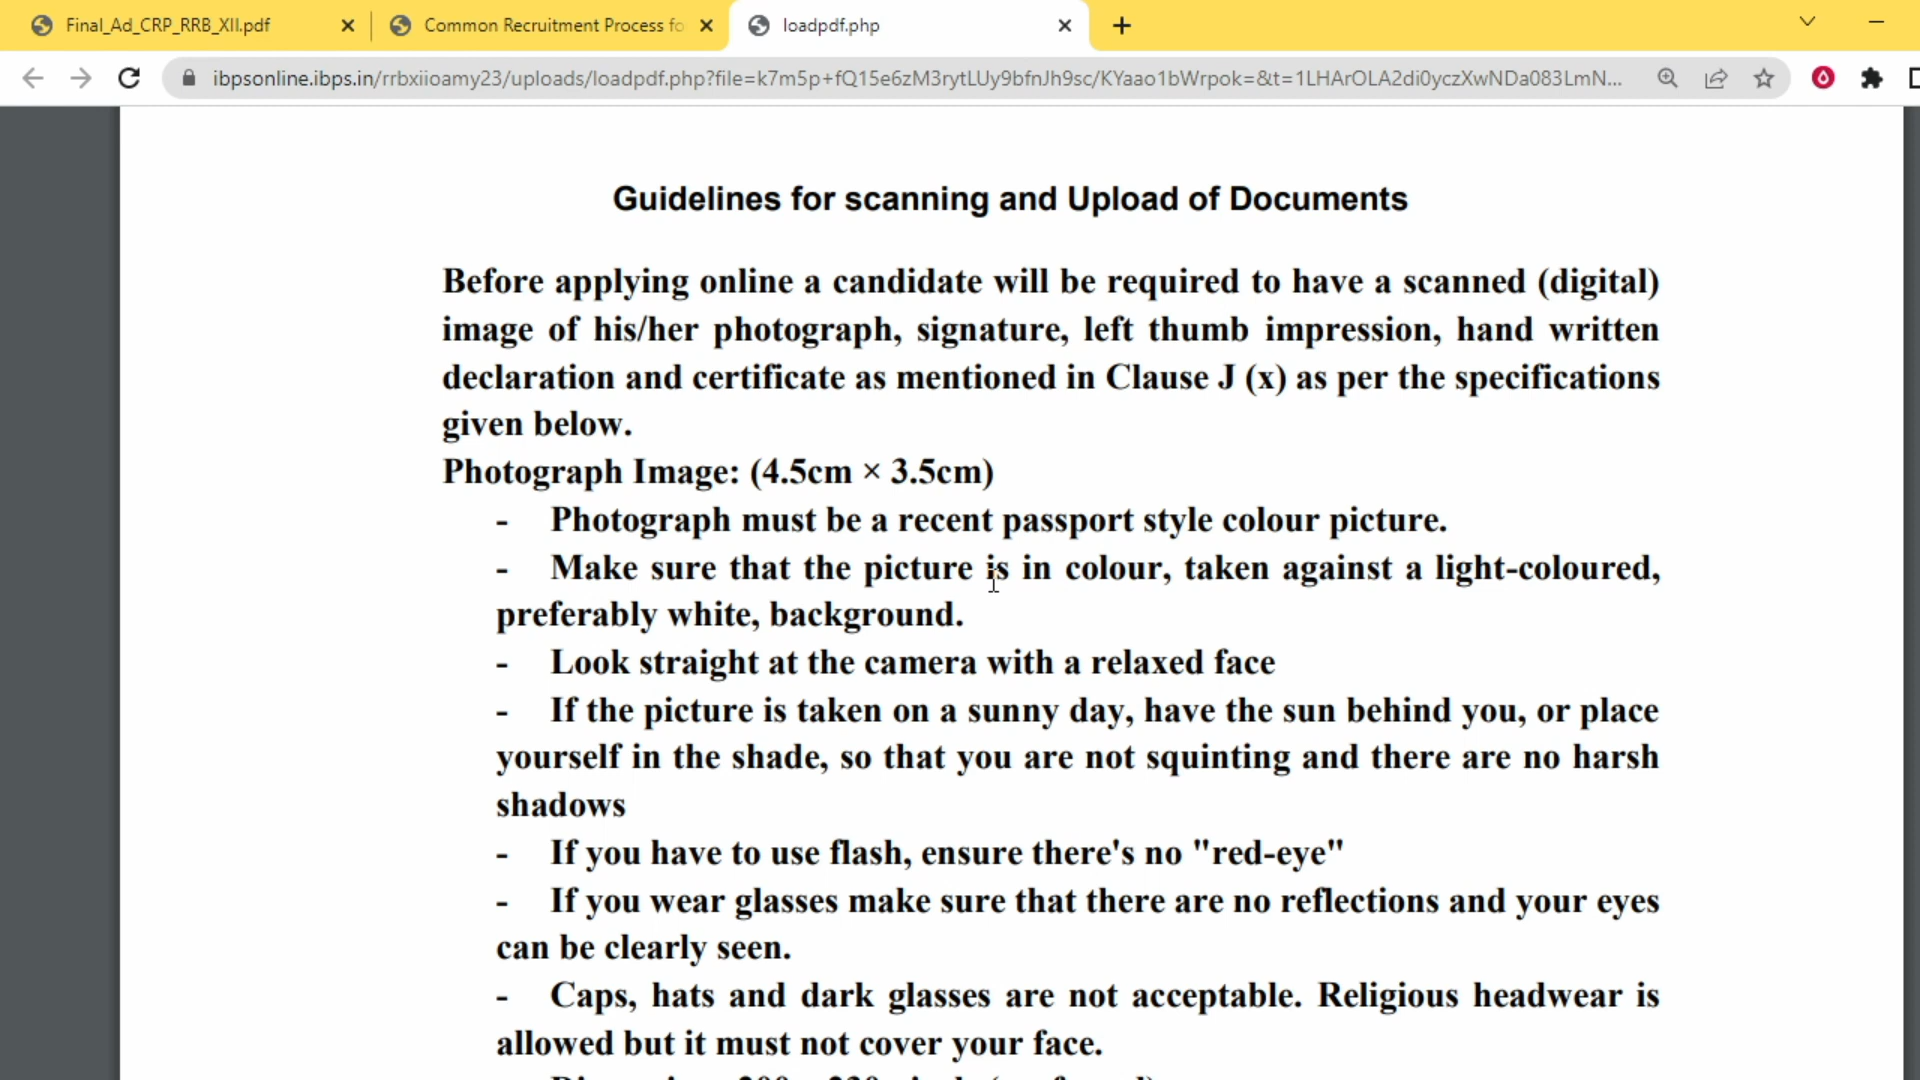 Final_Ad_CRP_RRB_XII.pdf
Common Recruitment Process fo
loadpdf.php
ibpsonline.ibps.in/rrbxiioamy23/uploads/loadpdf.php?file=k7m5p+fQ15e6zM3rytLUy9bfnJh9sc/KYaao1bWrpok=&t=1LHArOLA2di0yczXwNDa083LmN...
Guidelines for scanning and Upload of Documents
Before applying online a candidate will be required to have a scanned (digital)
image of his/her photograph, signature, left thumb impression, hand written
declaration and certificate as mentioned in Clause J (x) as per the specifications
given below.
Photograph Image: (4.5cm × 3.5cm)
- Photograph must be a recent passport style colour picture.
- Make sure that the picture is in colour, taken against a light-coloured,
preferably white, background.
- Look straight at the camera with a relaxed face
- If the picture is taken on a sunny day, have the sun behind you, or place
yourself in the shade, so that you are not squinting and there are no harsh
shadows
- If you have to use flash, ensure there's no "red-eye"
- If you wear glasses make sure that there are no reflections and your eyes
can be clearly seen.
- Caps, hats and dark glasses are not acceptable. Religious headwear is
allowed but it must not cover your face.